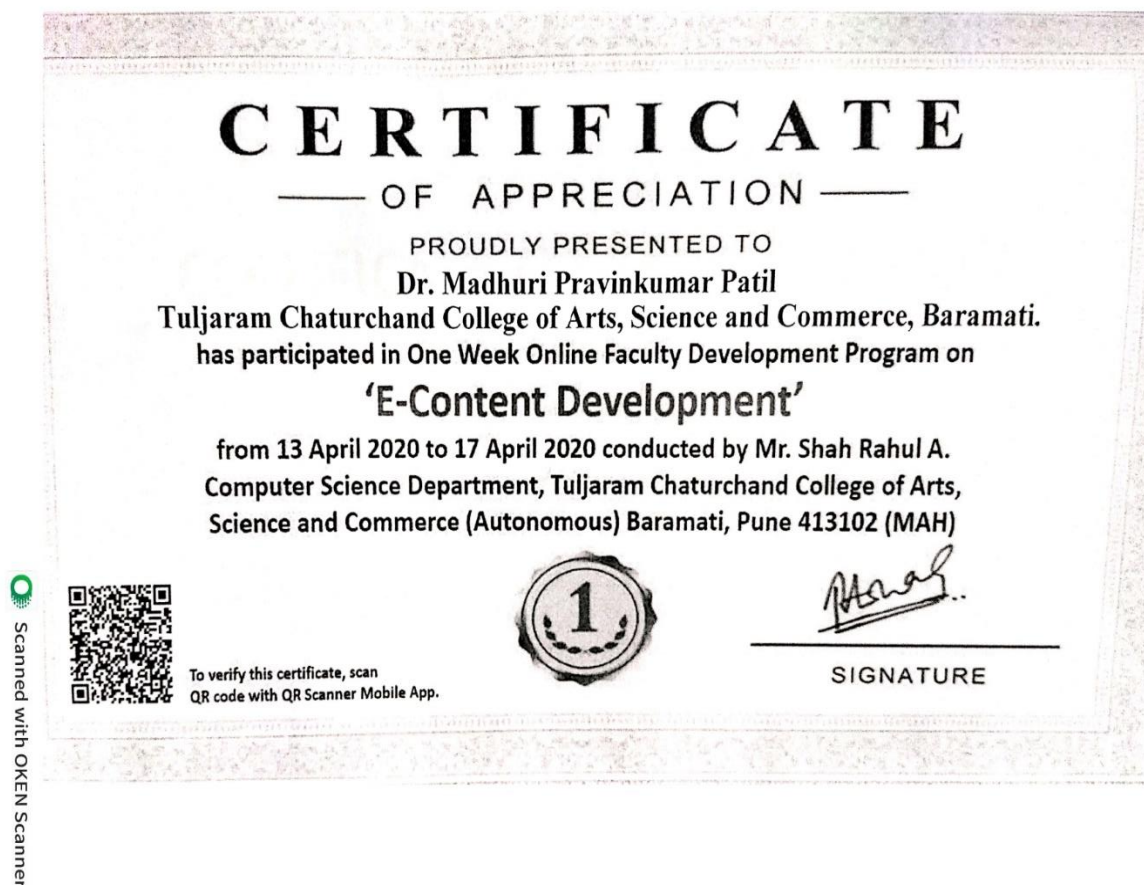 CERTIFICATE
OF APPRECIATION
PROUDLY PRESENTED TO
Dr. Madhuri Pravinkumar Patil
Tuljaram Chaturchand College of Arts, Science and Commerce, Baramati.
has participated in One Week Online Faculty Development Program on
‘E-Content Development’
from 13 April 2020 to 17 April 2020 conducted by Mr. Shah Rahul A.
Computer Science Department, Tuljaram Chaturchand College of Arts,
Science and Commerce (Autonomous) Baramati, Pune 413102 (MAH)
1
To verify this certificate, scan
QR code with QR Scanner Mobile App.
SIGNATURE
Scanned with OKEN Scanner